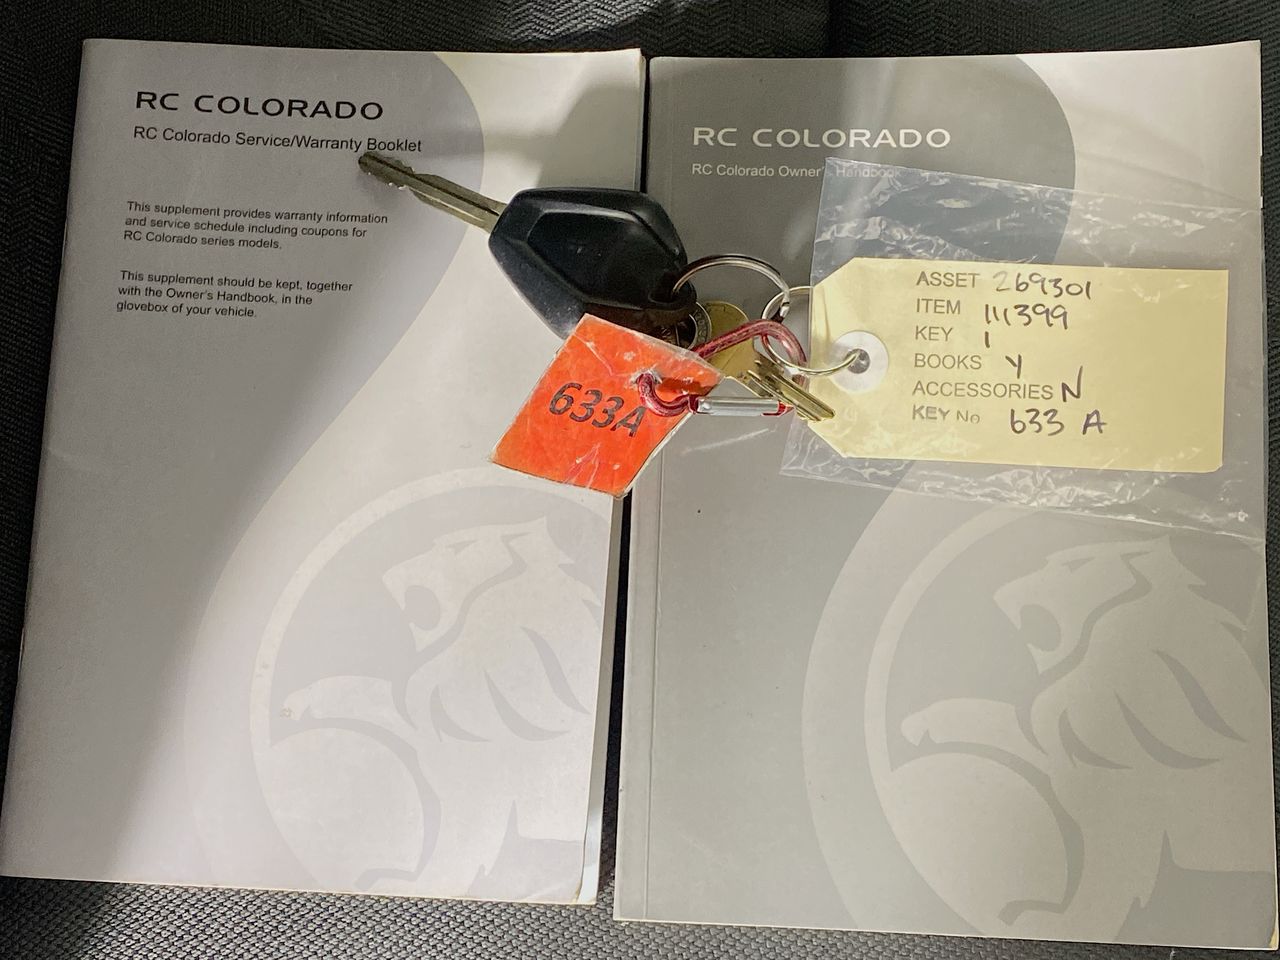 RC COLORADO
RC Colorado Service/Warranty Booklet
This supplement provides warranty information
and service schedule including coupons for
RC Colorado series models.
This supplement should be kept, together
with the Owner's Handbook, in the
glovebox of your vehicle.
RC COLORADO
RC Colorado Owner's Handbook
633A
ASSET 269301
ITEM 111399
KEY 1
BOOKS Y
ACCESSORIES N
KEY No 633 A